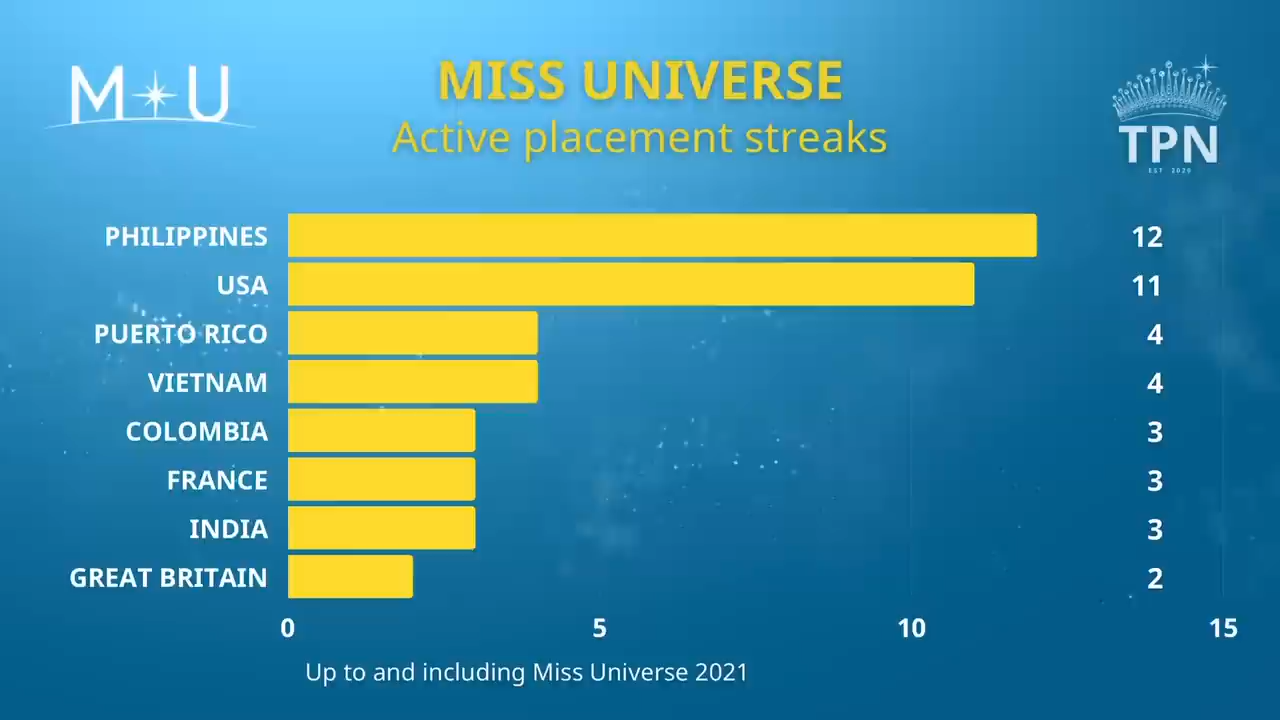 M U
MISS UNIVERSE
Active placement streaks
TPN
EST 2020
PHILIPPINES 12
USA 11
PUERTO RICO 4
VIETNAM 4
COLOMBIA 3
FRANCE 3
INDIA 3
GREAT BRITAIN 2
0 5 10 15
Up to and including Miss Universe 2021